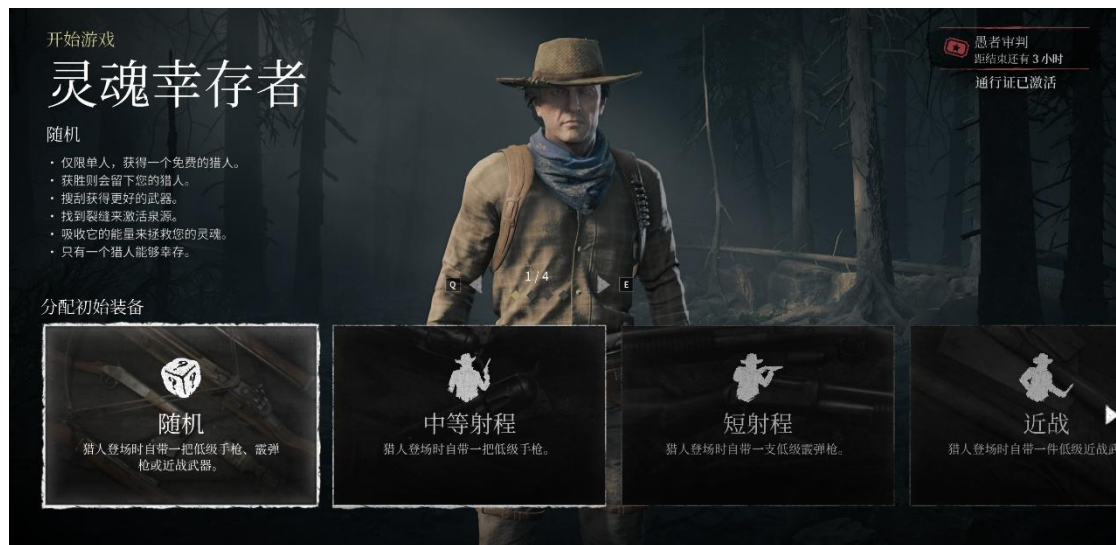 开始游戏
灵魂幸存者
随机
· 仅限单人，获得一个免费的猎人。
· 获胜则会留下您的猎人。
· 搜刮获得更好的武器。
· 找到裂缝来激活泉源。
· 吸收它的能量来拯救您的灵魂。
· 只有一个猎人能够幸存。
愚者审判
距结束还有 3 小时
通行证已激活
Q
1/4
E
分配初始装备
随机
猎人登场时自带一把低级手枪、霰弹
枪或近战武器。
中等射程
猎人登场时自带一把低级手枪。
短射程
猎人登场时自带一支低级霰弹枪。
近战
猎人登场时自带一件低级近战武